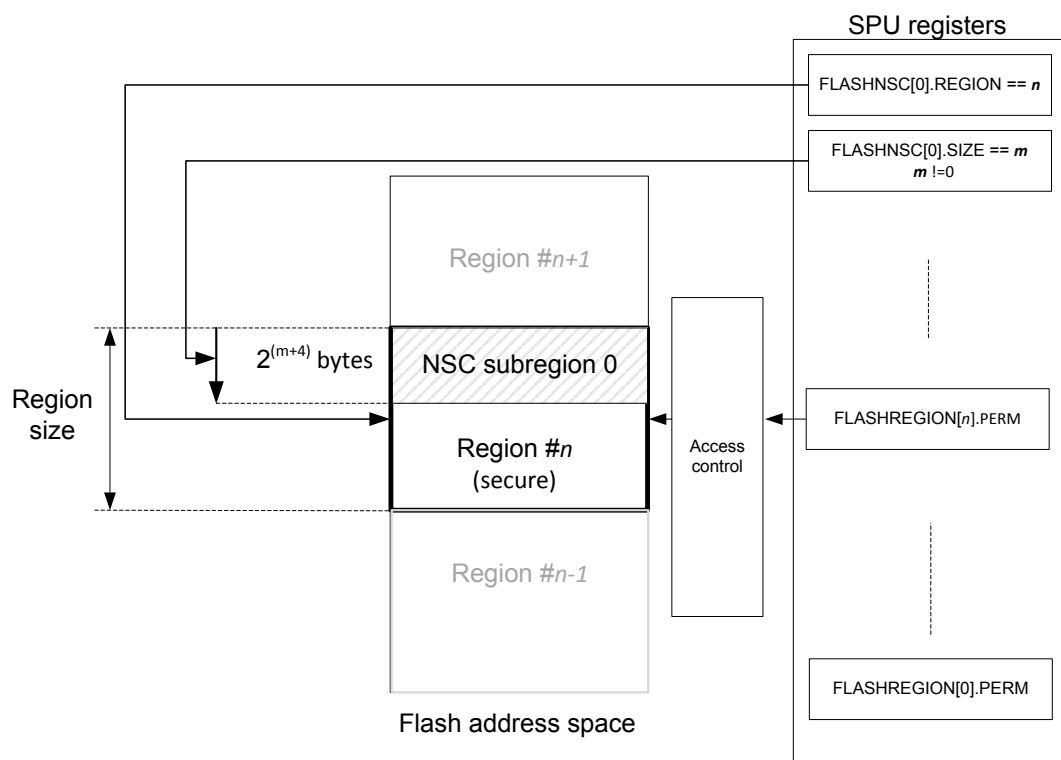 SPU registers
FLASHNSC[0].REGION == n
FLASHNSC[0].SIZE == m
m !=0
Region #n+1
2^(m+4) bytes
NSC subregion 0
Region
size
Region #n
(secure)
Access
control
FLASHREGION[n].PERM
Region #n-1
FLASHREGION[0].PERM
Flash address space